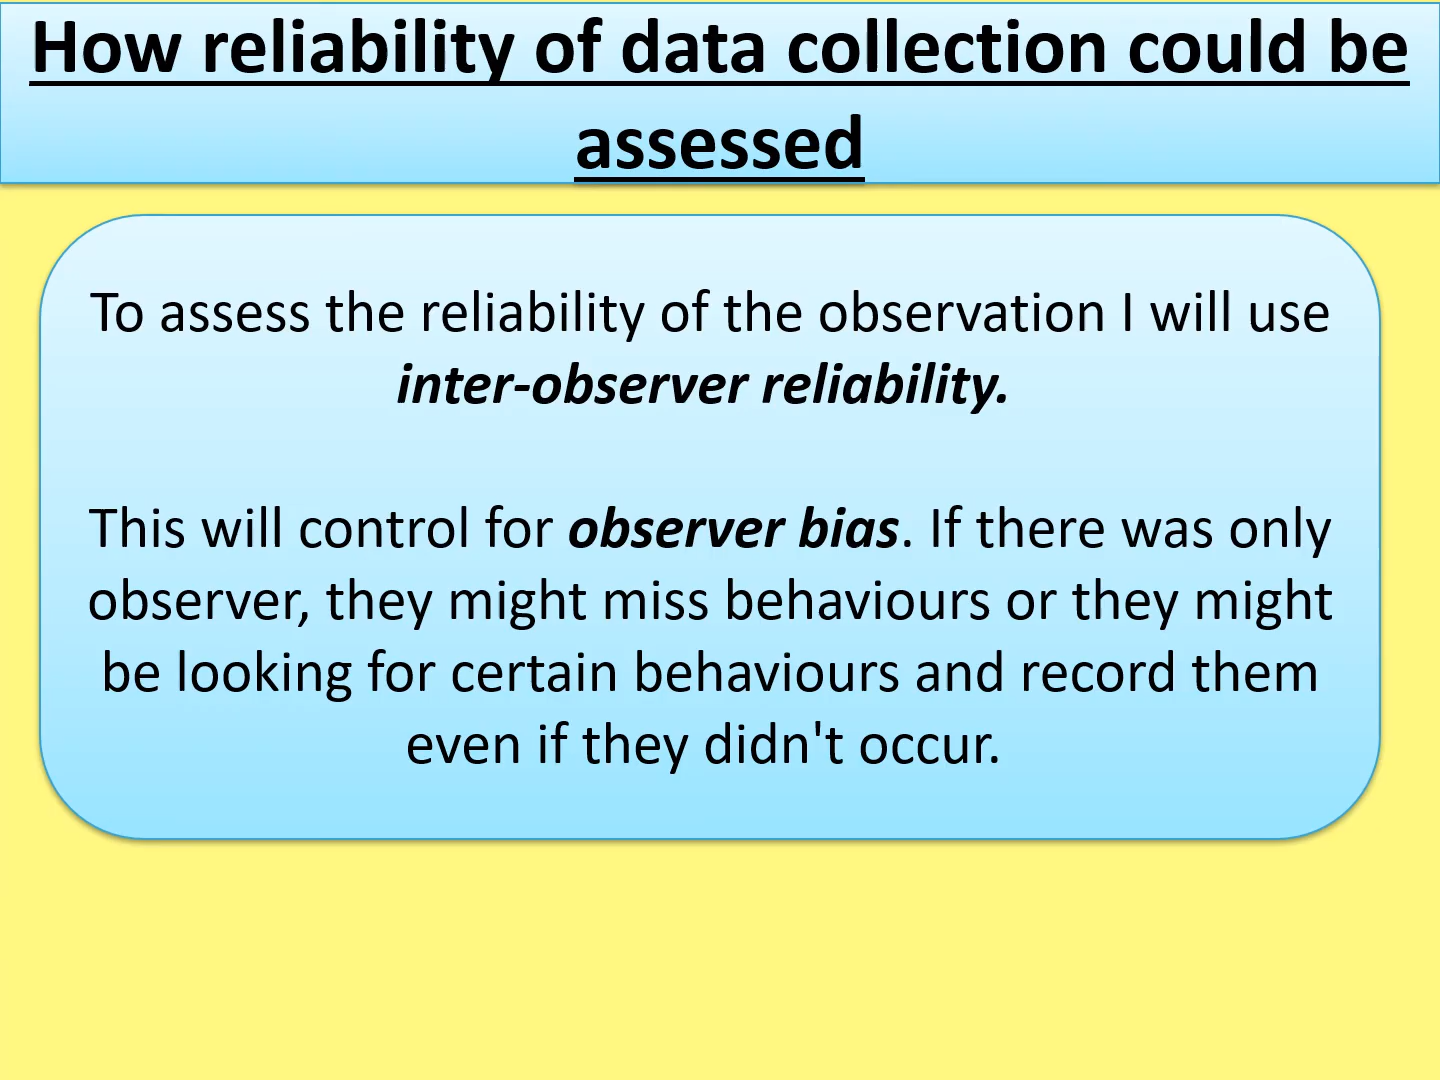 How reliability of data collection could be
assessed
To assess the reliability of the observation I will use
inter-observer reliability.
This will control for observer bias. If there was only
observer, they might miss behaviours or they might
be looking for certain behaviours and record them
even if they didn't occur.